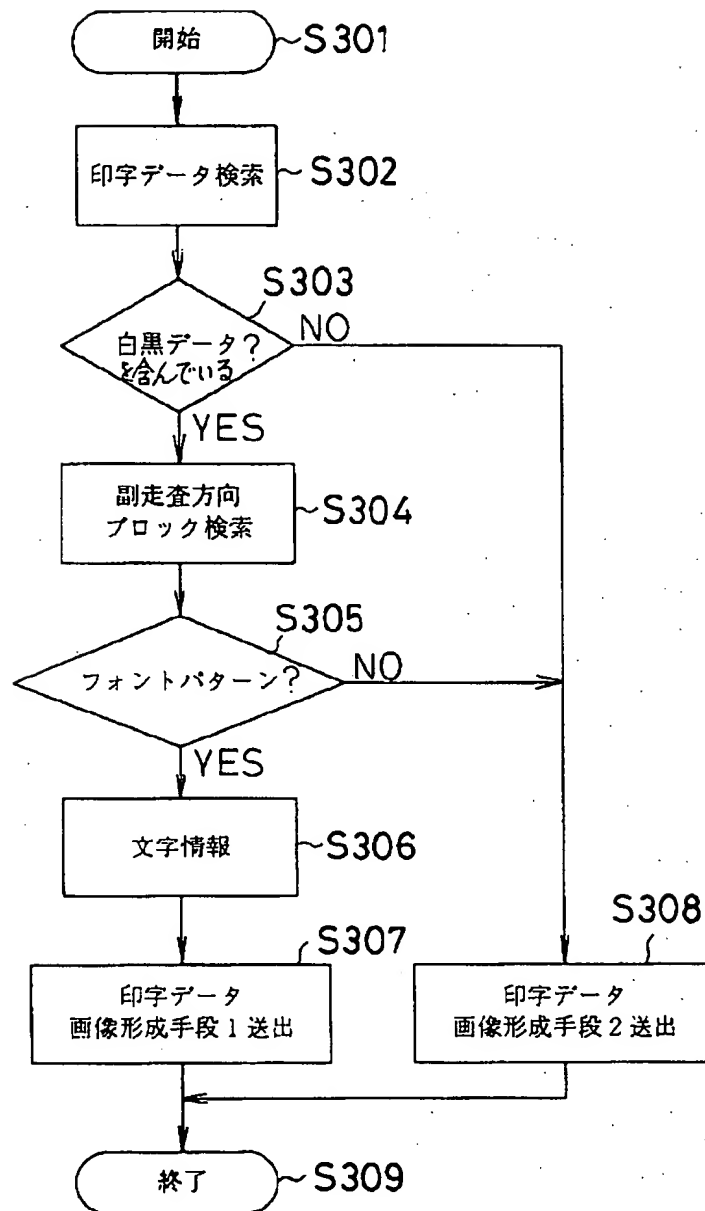 開始
S301
印字データ検索
S302
S303
白黒データ?
を含んでいる
NO
YES
副走査方向
ブロック検索
S304
S305
フォントパターン?
NO
YES
文字情報
S306
S307
印字データ
画像形成手段1送出
S308
印字データ
画像形成手段2送出
終了
S309